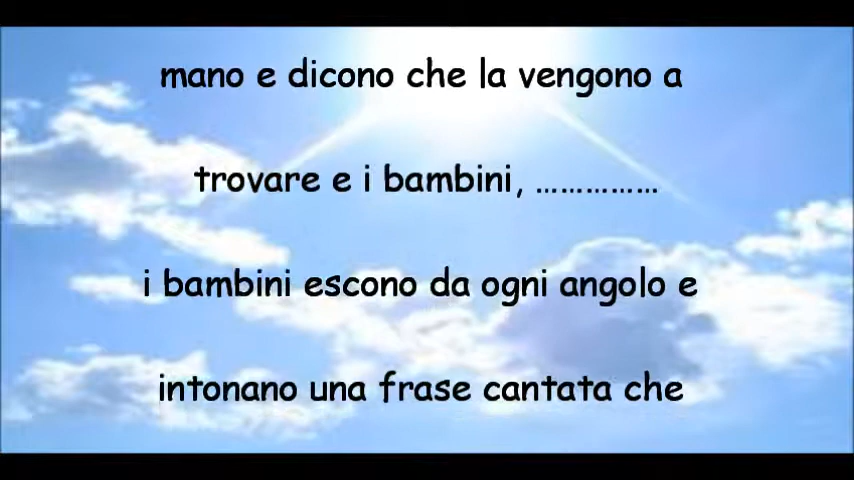 mano e dicono che la vengono a
trovare e i bambini, ……………
i bambini escono da ogni angolo e
intonano una frase cantata che